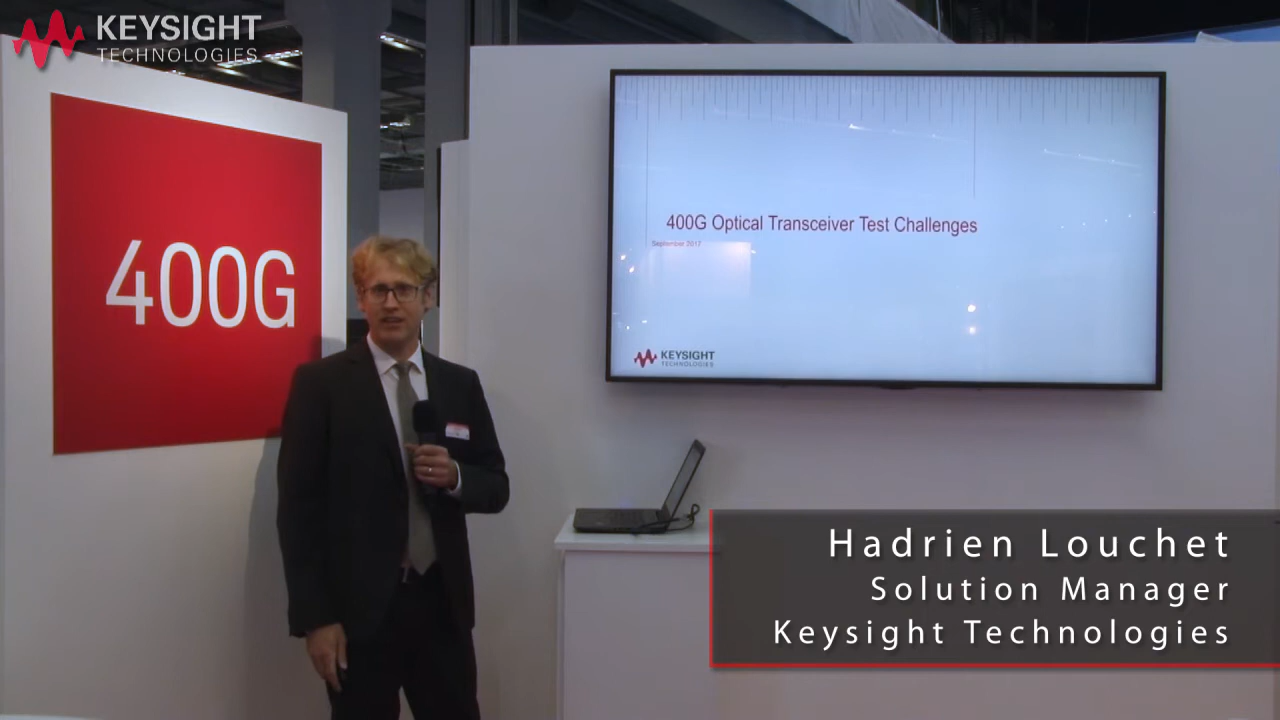 KEYSIGHT
TECHNOLOGIES
400G
400G Optical Transceiver Test Challenges
September 2017
KEYSIGHT
TECHNOLOGIES
Hadrien Louchet
Solution Manager
Keysight Technologies